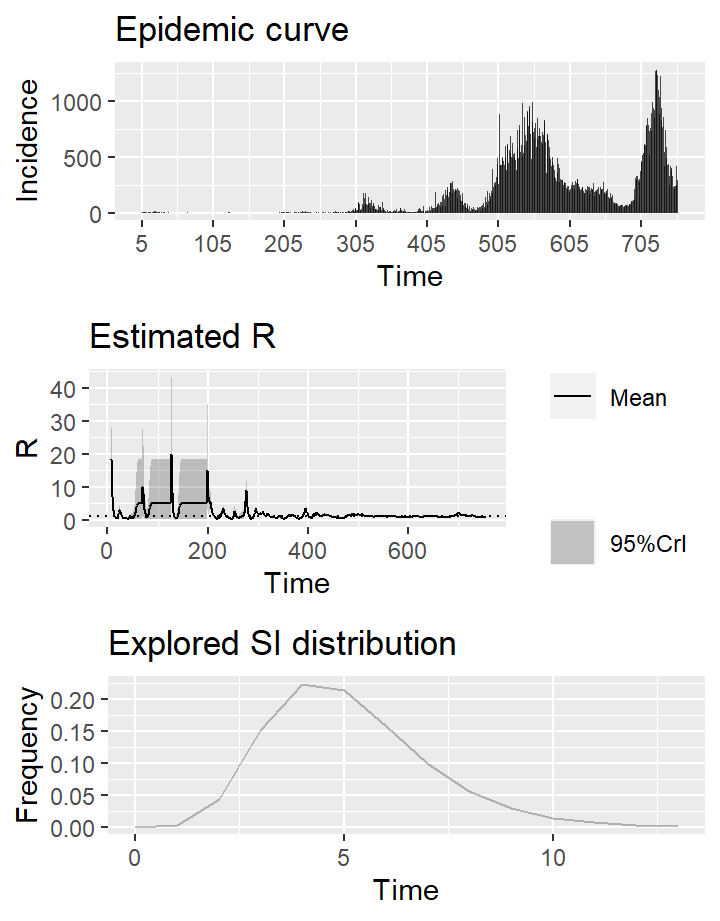 Epidemic curve
Incidence
1000
500
0
5 105 205 305 405 505 605 705
Time
Estimated R
R
40
30
20
10
0
0 200 400 600
Time
Mean
95%CrI
Explored SI distribution
Frequency
0.20
0.15
0.10
0.05
0.00
0 5 10
Time